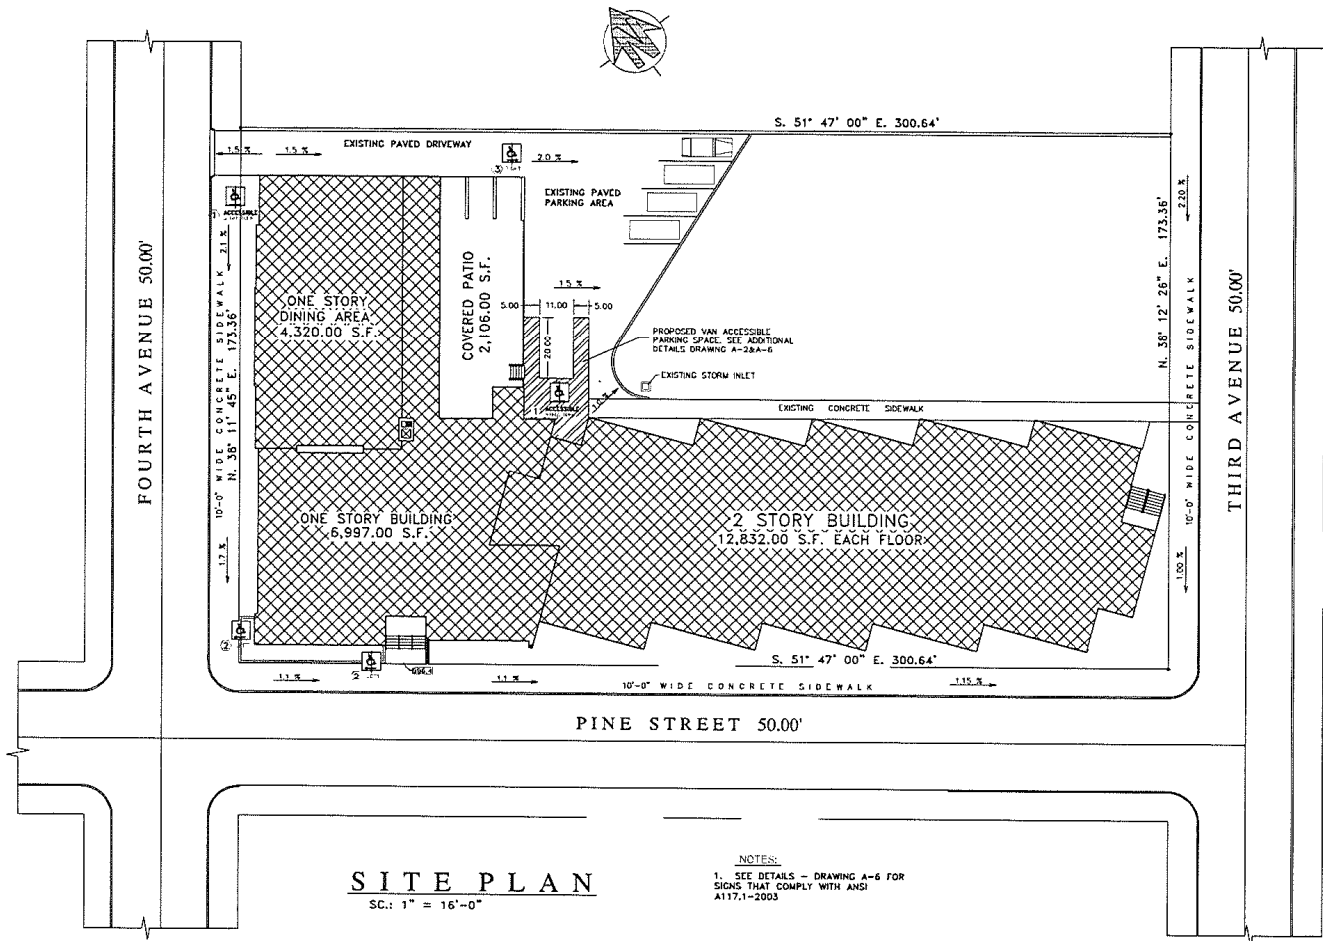 S. 51° 47' 00" E. 300.64'
1.5 %
1.5 %
EXISTING PAVED DRIVEWAY
3
2.0 %
EXISTING PAVED
PARKING AREA
1
ACCESSIBLE
2.1 %
FOURTH AVENUE 50.00'
10'-0" WIDE CONCRETE SIDEWALK
N. 38° 11' 45" E. 173.36'
1.7 %
ONE STORY
DINING AREA
4,320.00 S.F.
COVERED PATIO
2,106.00 S.F.
1.5 %
5.00
11.00
5.00
20.00
PROPOSED VAN ACCESSIBLE
PARKING SPACE. SEE ADDITIONAL
DETAILS DRAWING A-2&A-6
EXISTING STORM INLET
1
ACCESSIBLE
EXISTING CONCRETE SIDEWALK
2.20 %
N. 38° 12' 26" E. 173.36'
10'-0" WIDE CONCRETE SIDEWALK
1.00 %
THIRD AVENUE 50.00'
ONE STORY BUILDING
6,997.00 S.F.
2 STORY BUILDING
12,832.00 S.F. EACH FLOOR
2
2
S. 51° 47' 00" E. 300.64'
1.1 %
1.1 %
10'-0" WIDE CONCRETE SIDEWALK
1.15 %
PINE STREET 50.00'
SITE PLAN
SC.: 1" = 16'-0"
NOTES:
1. SEE DETAILS - DRAWING A-6 FOR
SIGNS THAT COMPLY WITH ANSI
A117.1-2003